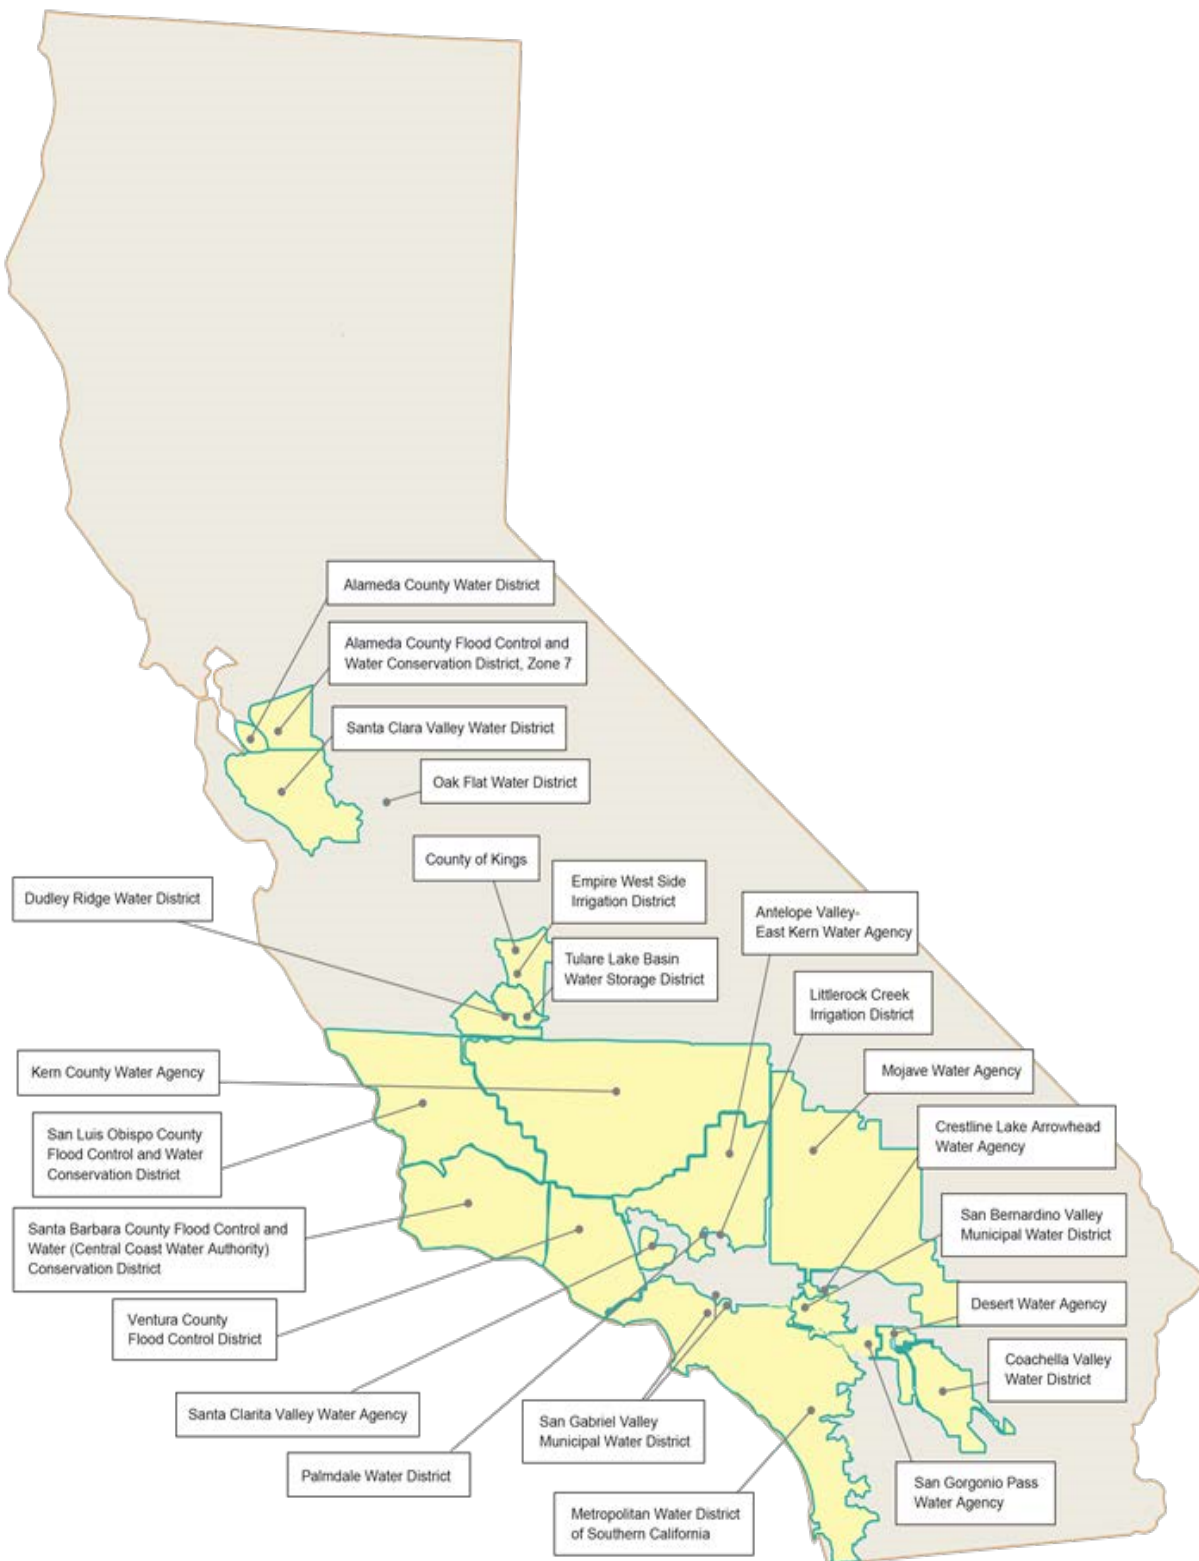 Alameda County Water District
Alameda County Flood Control and
Water Conservation District, Zone 7
Santa Clara Valley Water District
Oak Flat Water District
County of Kings
Dudley Ridge Water District
Empire West Side
Irrigation District
Antelope Valley-
East Kern Water Agency
Tulare Lake Basin
Water Storage District
Littlerock Creek
Irrigation District
Kern County Water Agency
Mojave Water Agency
San Luis Obispo County
Flood Control and Water
Conservation District
Crestline Lake Arrowhead
Water Agency
Santa Barbara County Flood Control and
Water (Central Coast Water Authority)
Conservation District
San Bernardino Valley
Municipal Water District
Ventura County
Flood Control District
Desert Water Agency
Coachella Valley
Water District
Santa Clarita Valley Water Agency
San Gabriel Valley
Municipal Water District
Palmdale Water District
San Gorgonio Pass
Water Agency
Metropolitan Water District
of Southern California